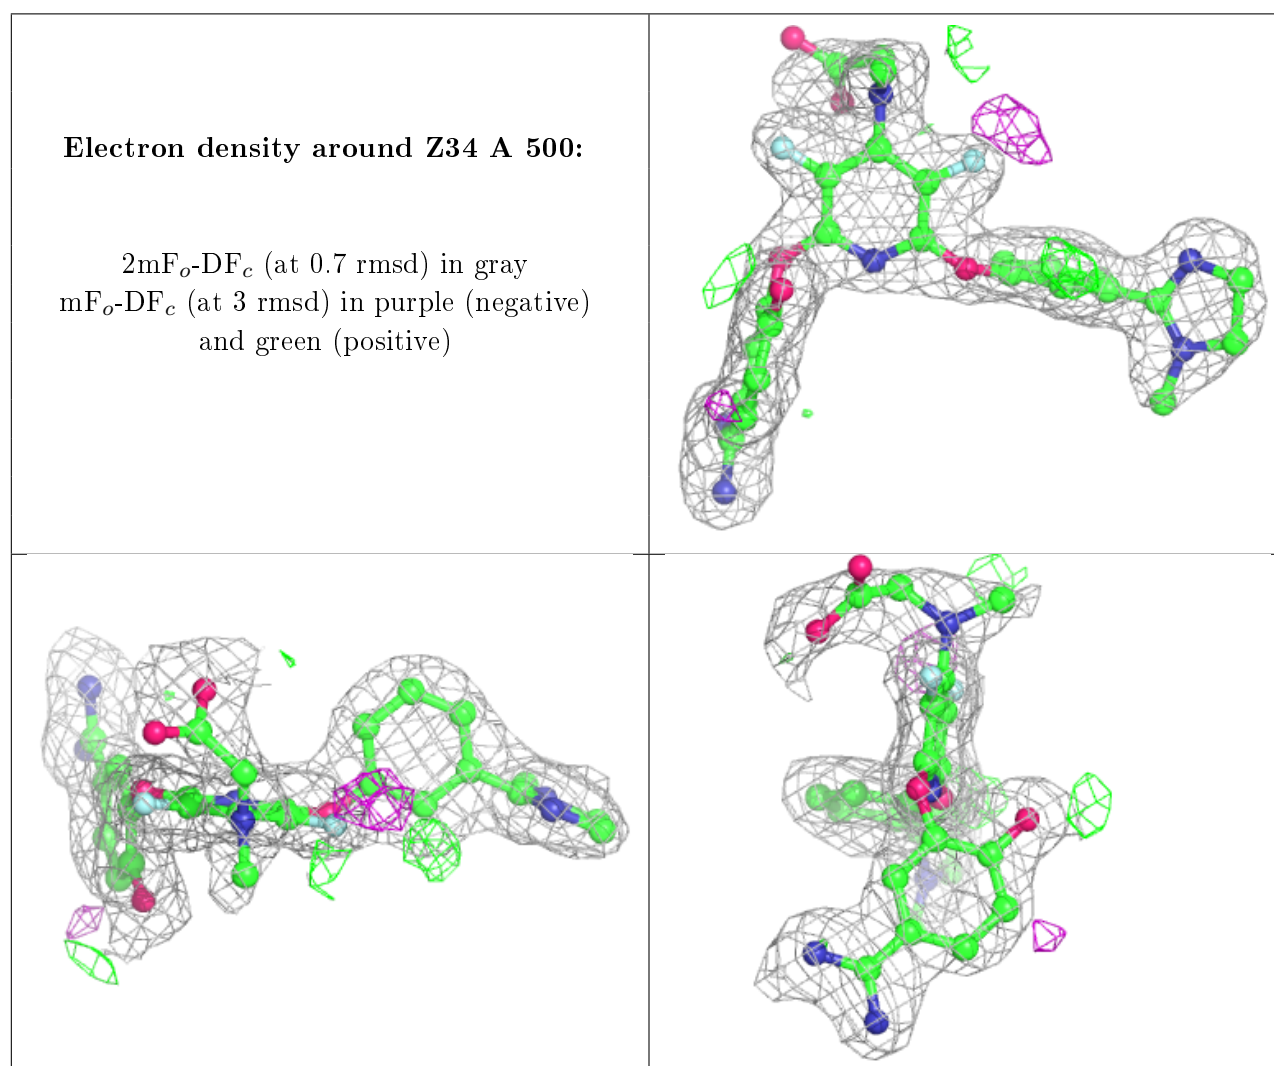 Electron density around Z34 A 500:
2mFo-DFc (at 0.7 rmsd) in gray
mFo-DFc (at 3 rmsd) in purple (negative)
and green (positive)